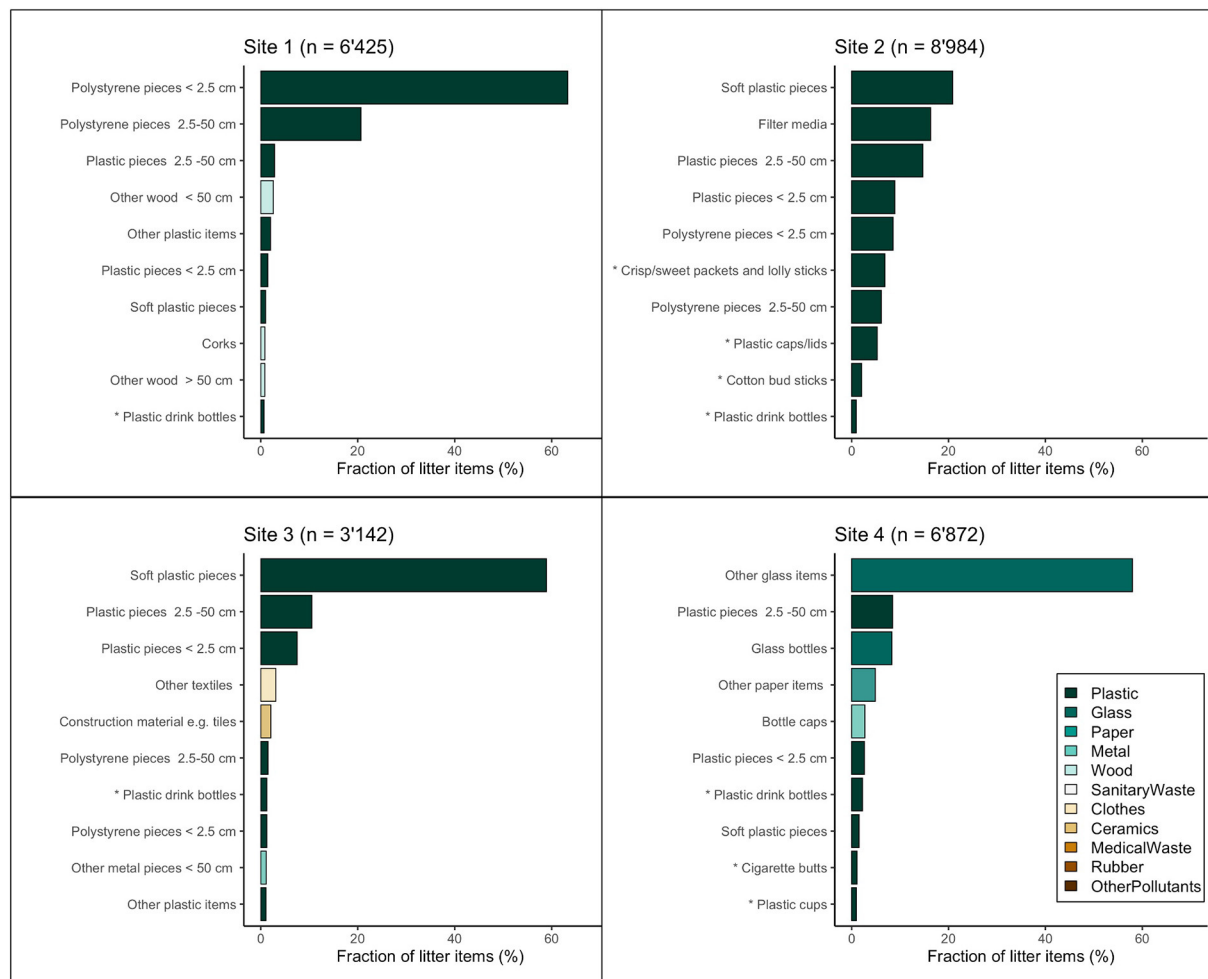 Site 1 (n = 6'425)
Polystyrene pieces < 2.5 cm
Polystyrene pieces  2.5-50 cm
Plastic pieces  2.5 -50 cm
Other wood  < 50 cm
Other plastic items
Plastic pieces < 2.5 cm
Soft plastic pieces
Corks
Other wood  > 50 cm
* Plastic drink bottles
0 20 40 60
Fraction of litter items (%)
Site 2 (n = 8'984)
Soft plastic pieces
Filter media
Plastic pieces  2.5 -50 cm
Plastic pieces < 2.5 cm
Polystyrene pieces < 2.5 cm
* Crisp/sweet packets and lolly sticks
Polystyrene pieces  2.5-50 cm
* Plastic caps/lids
* Cotton bud sticks
* Plastic drink bottles
0 20 40 60
Fraction of litter items (%)
Site 3 (n = 3'142)
Soft plastic pieces
Plastic pieces  2.5 -50 cm
Plastic pieces < 2.5 cm
Other textiles
Construction material e.g. tiles
Polystyrene pieces  2.5-50 cm
* Plastic drink bottles
Polystyrene pieces < 2.5 cm
Other metal pieces < 50 cm
Other plastic items
0 20 40 60
Fraction of litter items (%)
Site 4 (n = 6'872)
Other glass items
Plastic pieces  2.5 -50 cm
Glass bottles
Other paper items
Bottle caps
Plastic pieces < 2.5 cm
* Plastic drink bottles
Soft plastic pieces
* Cigarette butts
* Plastic cups
0 20 40 60
Fraction of litter items (%)
Plastic
Glass
Paper
Metal
Wood
SanitaryWaste
Clothes
Ceramics
MedicalWaste
Rubber
OtherPollutants